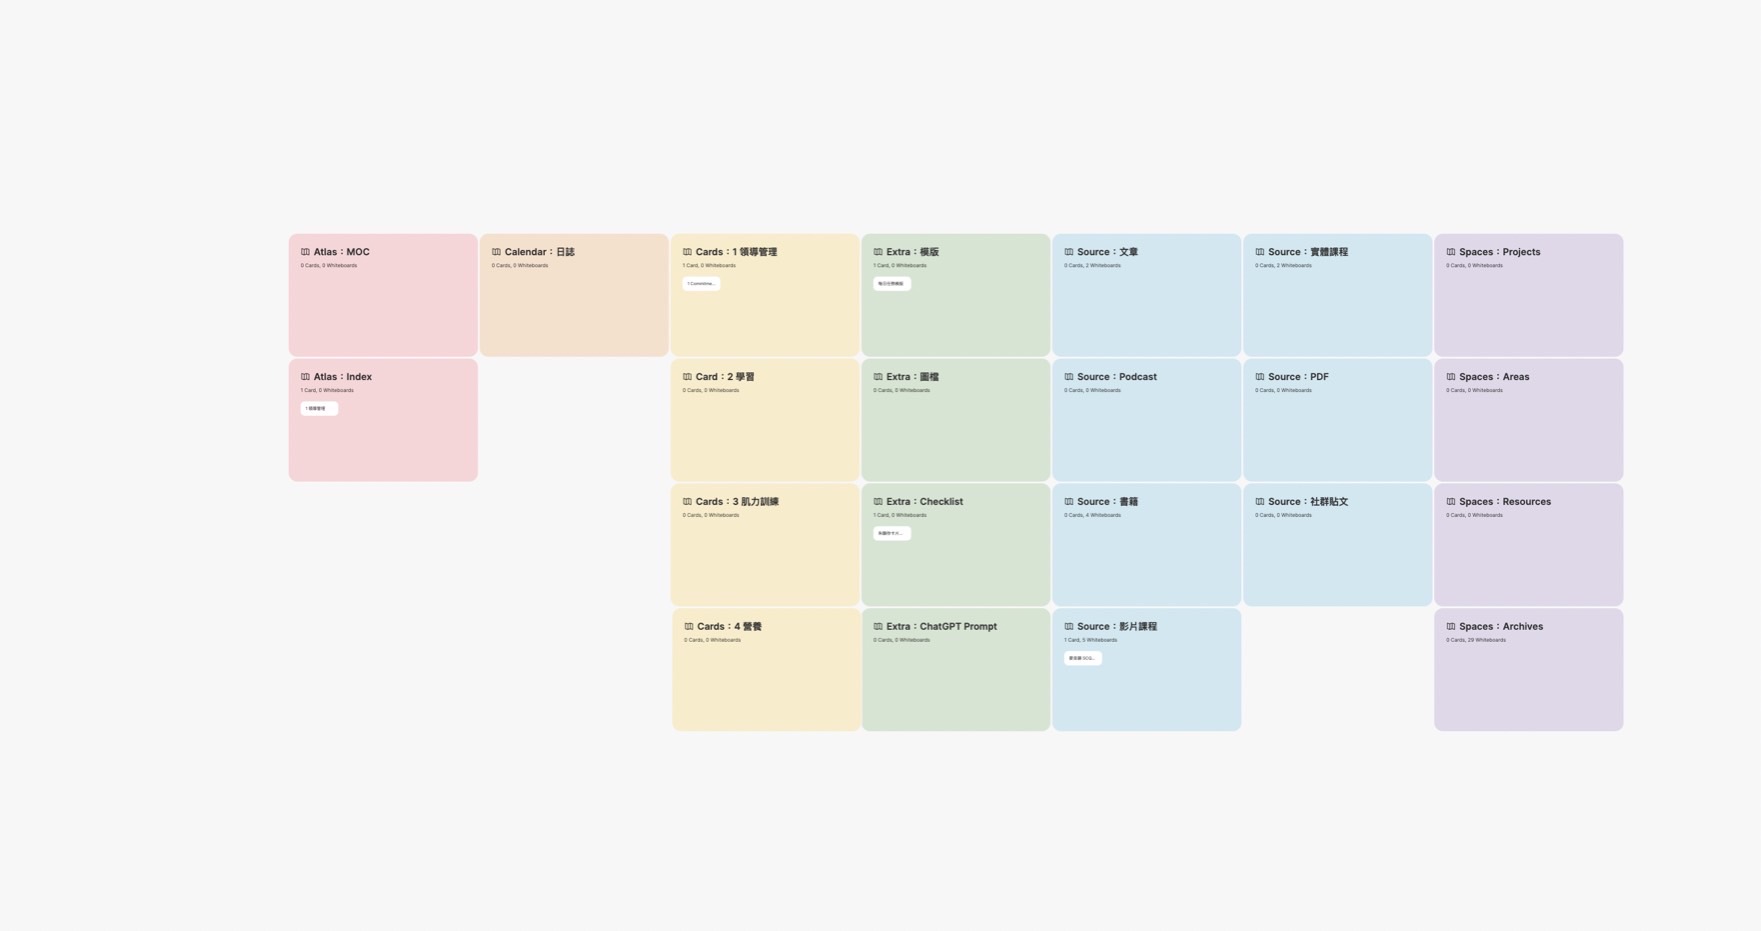 Atlas：MOC
0 Cards, 0 Whiteboards
Calendar：日誌
0 Cards, 0 Whiteboards
Cards：1 領導管理
1 Card, 0 Whiteboards
1 Committme...
Extra：模版
1 Card, 0 Whiteboards
Source：文章
0 Cards, 2 Whiteboards
Source：實體課程
0 Cards, 2 Whiteboards
Spaces：Projects
0 Cards, 0 Whiteboards
Atlas：Index
1 Card, 0 Whiteboards
1 領導管理
Card：2 學習
0 Cards, 0 Whiteboards
Extra：圖檔
0 Cards, 0 Whiteboards
Source：Podcast
0 Cards, 0 Whiteboards
Source：PDF
0 Cards, 0 Whiteboards
Spaces：Areas
0 Cards, 0 Whiteboards
Cards：3 肌力訓練
0 Cards, 0 Whiteboards
Extra：Checklist
1 Card, 0 Whiteboards
Source：書籍
0 Cards, 4 Whiteboards
Source：社群貼文
0 Cards, 0 Whiteboards
Spaces：Resources
0 Cards, 0 Whiteboards
Cards：4 營養
0 Cards, 0 Whiteboards
Extra：ChatGPT Prompt
0 Cards, 0 Whiteboards
Source：影片課程
1 Card, 5 Whiteboards
Spaces：Archives
0 Cards, 29 Whiteboards